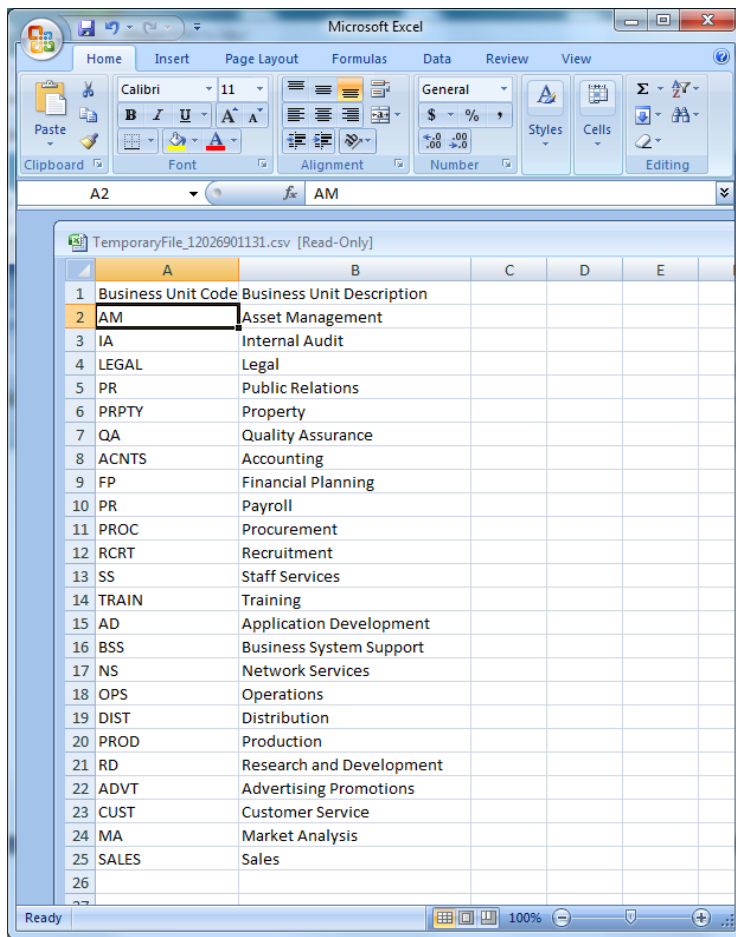 Microsoft Excel
Home Insert Page Layout Formulas Data Review View
Calibri 11 General
B I U A A $ % ,
A .0 .00 .00 .0
Paste Styles Cells
Clipboard Font Alignment Number Editing
A2 fx AM
TemporaryFile_12026901131.csv [Read-Only]
A B C D E
1 Business Unit Code Business Unit Description
2 AM Asset Management
3 IA Internal Audit
4 LEGAL Legal
5 PR Public Relations
6 PRPTY Property
7 QA Quality Assurance
8 ACNTS Accounting
9 FP Financial Planning
10 PR Payroll
11 PROC Procurement
12 RCRT Recruitment
13 SS Staff Services
14 TRAIN Training
15 AD Application Development
16 BSS Business System Support
17 NS Network Services
18 OPS Operations
19 DIST Distribution
20 PROD Production
21 RD Research and Development
22 ADVT Advertising Promotions
23 CUST Customer Service
24 MA Market Analysis
25 SALES Sales
26
Ready 100%